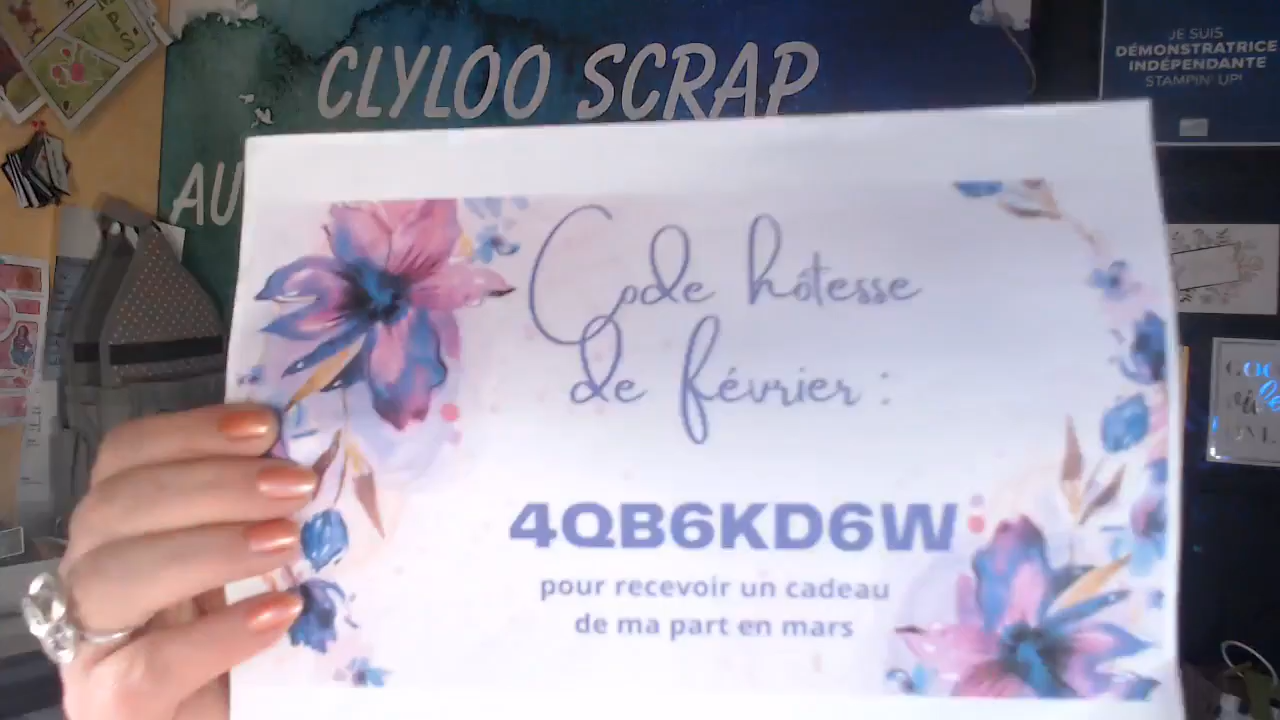 CLYLOO SCRAP
AU
JE SUIS
DÉMONSTRATRICE
INDÉPENDANTE
STAMPIN' UP!
Code hôtesse
de février :
4QB6KD6W
pour recevoir un cadeau
de ma part en mars